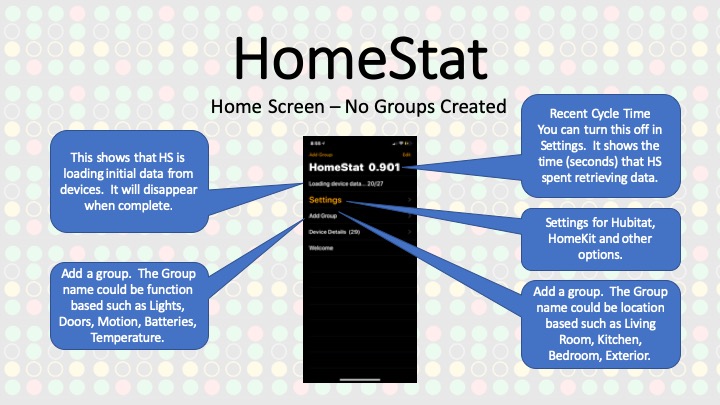 HomeStat
Home Screen – No Groups Created
This shows that HS is
loading initial data from
devices.  It will disappear
when complete.
Add a group.  The Group
name could be function
based such as Lights,
Doors, Motion, Batteries,
Temperature.
8:55
Add Group
Edit
HomeStat 0.901
Loading device data... 20/27
Settings
Add Group
Device Details (29)
Welcome
Recent Cycle Time
You can turn this off in
Settings.  It shows the
time (seconds) that HS
spent retrieving data.
Settings for Hubitat,
HomeKit and other
options.
Add a group.  The Group
name could be location
based such as Living
Room, Kitchen,
Bedroom, Exterior.